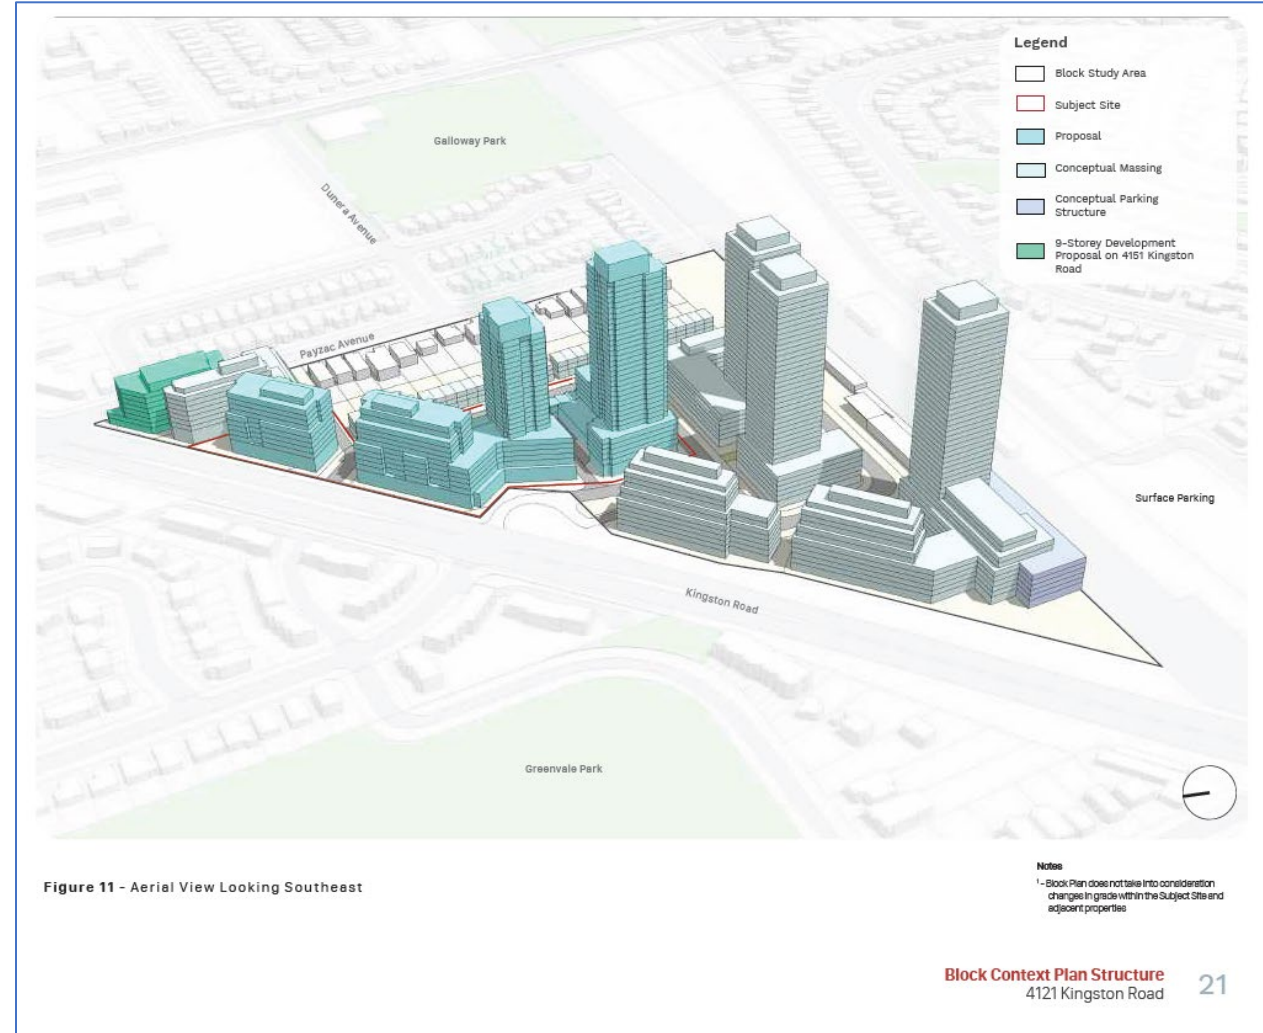 Legend
Block Study Area
Subject Site
Proposal
Conceptual Massing
Conceptual Parking
Structure
9-Storey Development
Proposal on 4151 Kingston
Road
Galloway Park
Dunera Avenue
Payzac Avenue
Surface Parking
Kingston Road
Greenvale Park
Figure 11 - Aerial View Looking Southeast
Notes
1 - Block Plan does not take into consideration
changes in grade within the Subject Site and
adjacent properties
Block Context Plan Structure
4121 Kingston Road
21